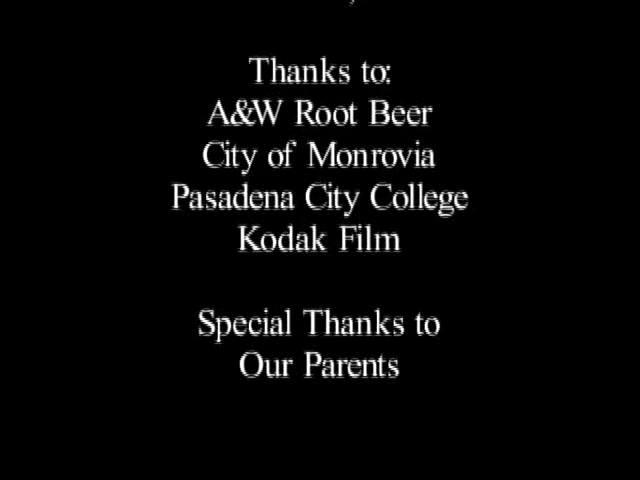 Thanks to:
A&W Root Beer
City of Monrovia
Pasadena City College
Kodak Film
Special Thanks to
Our Parents